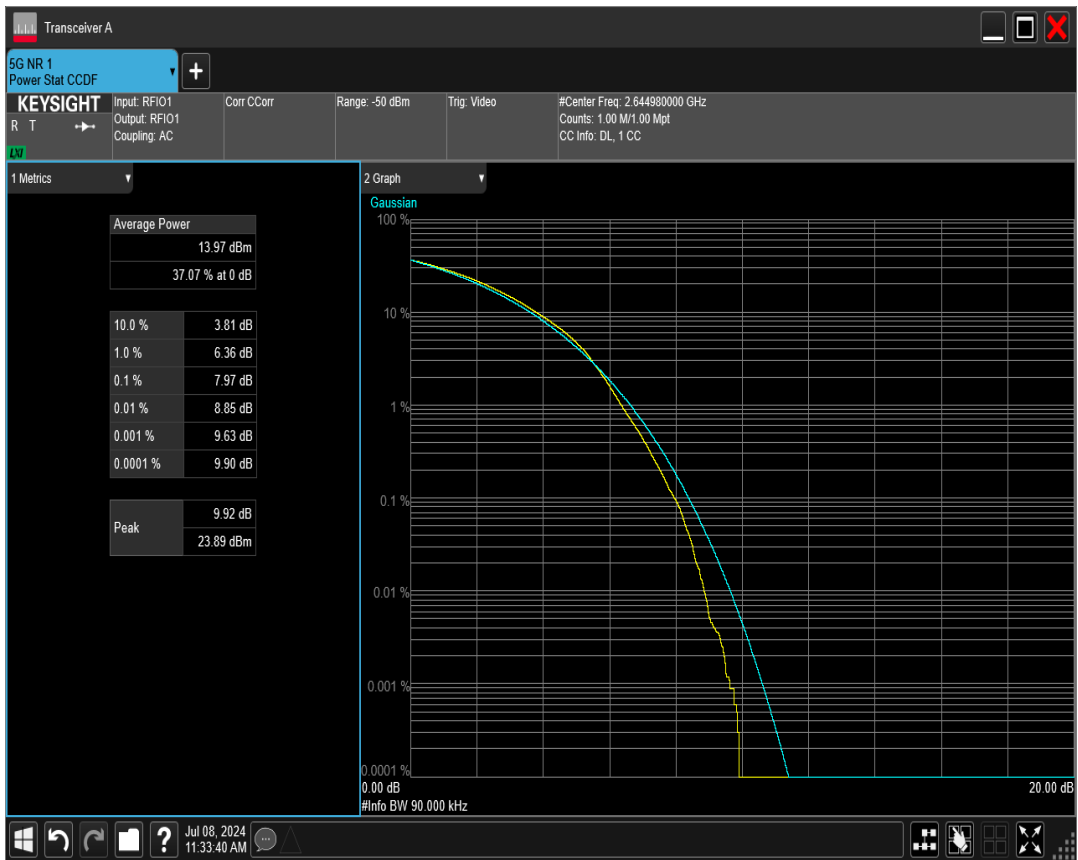 Transceiver A
5G NR 1
Power Stat CCDF
KEYSIGHT
R T
LXI
Input: RFIO1
Output: RFIO1
Coupling: AC
Corr CCorr
Range: -50 dBm
Trig: Video
#Center Freq: 2.644980000 GHz
Counts: 1.00 M/1.00 Mpt
CC Info: DL, 1 CC
1 Metrics
Average Power
13.97 dBm
37.07 % at 0 dB
10.0 % 3.81 dB
1.0 % 6.36 dB
0.1 % 7.97 dB
0.01 % 8.85 dB
0.001 % 9.63 dB
0.0001 % 9.90 dB
Peak
9.92 dB
23.89 dBm
2 Graph
Gaussian
100 %
10 %
1 %
0.1 %
0.01 %
0.001 %
0.0001 %
0.00 dB 20.00 dB
#Info BW 90.000 kHz
?
Jul 08, 2024
11:33:40 AM